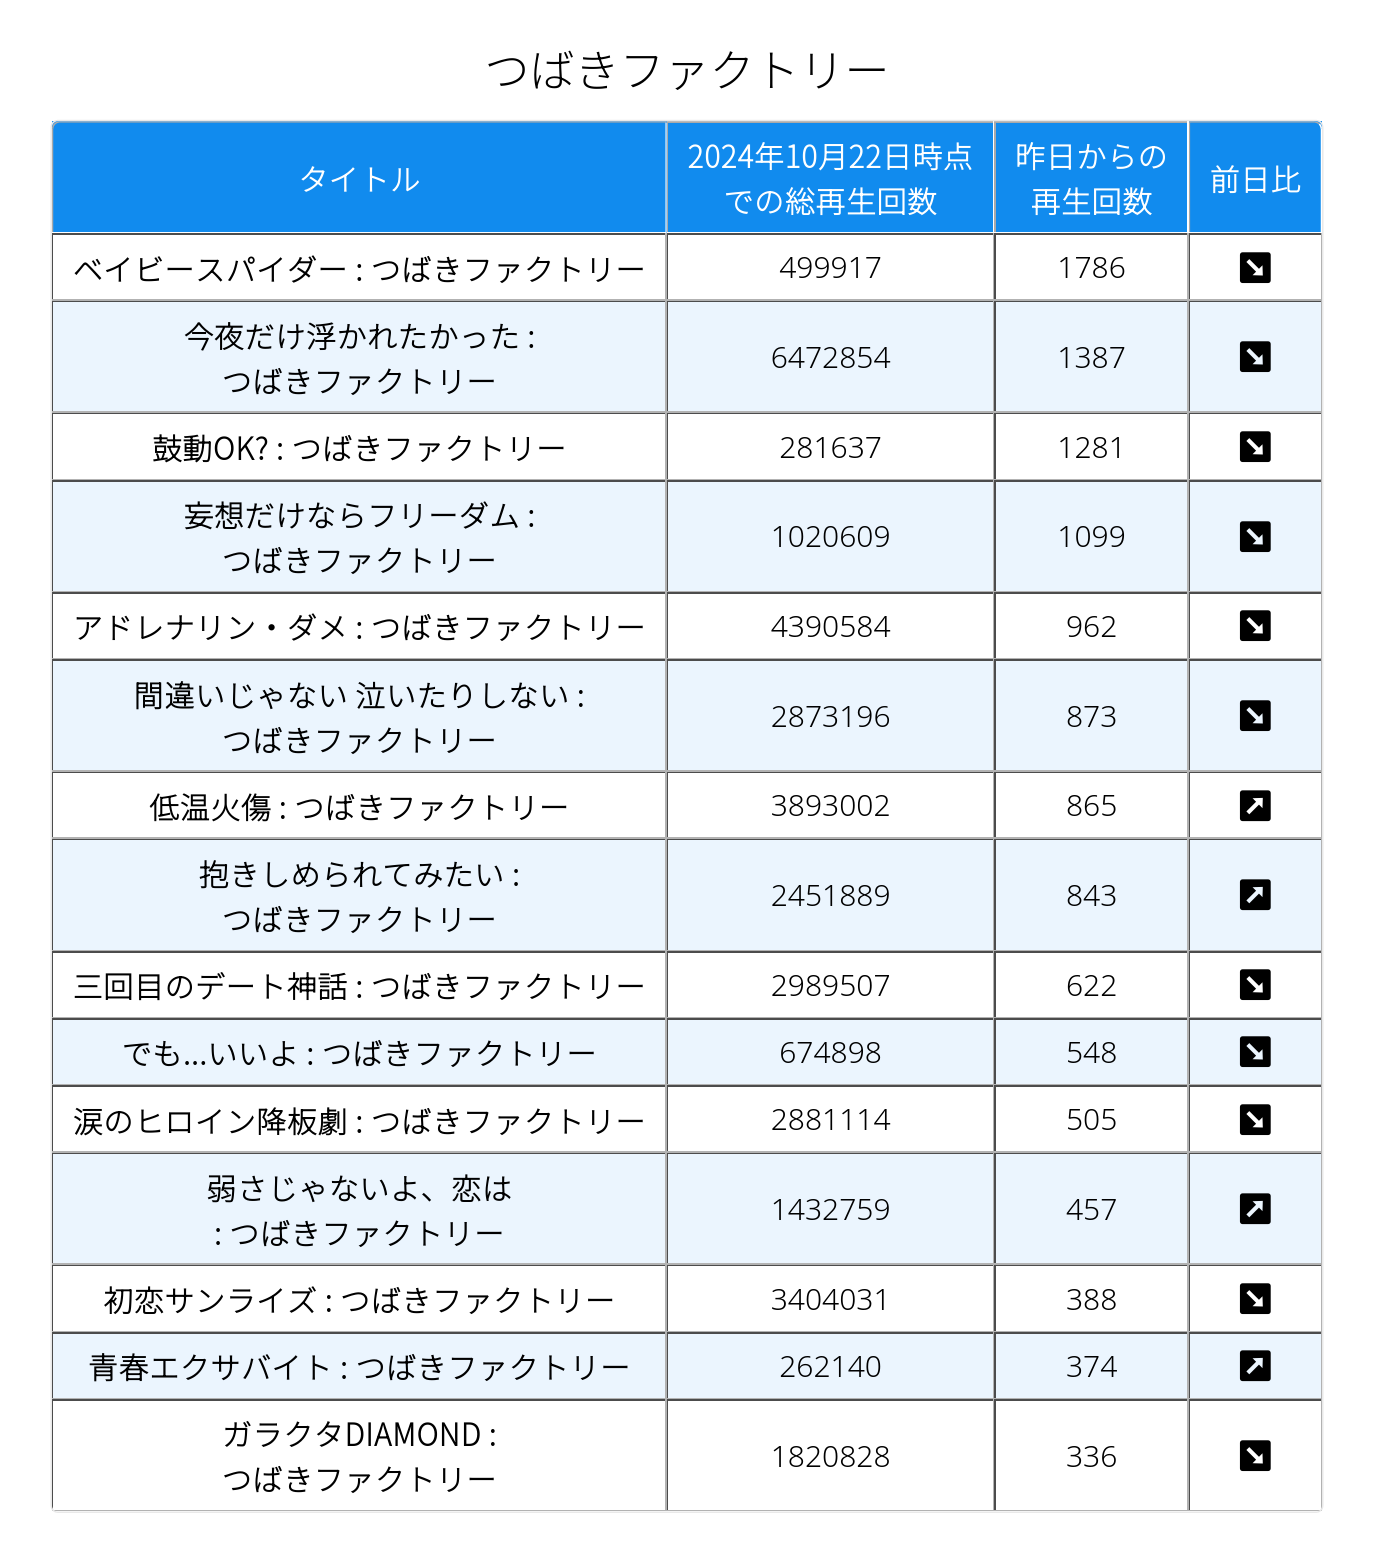 つばきファクトリー
タイトル
2024年10月22日時点
での総再生回数
昨日からの
再生回数
前日比
ベイビースパイダー : つばきファクトリー
499917
1786
今夜だけ浮かれたかった :
つばきファクトリー
6472854
1387
鼓動OK? : つばきファクトリー
281637
1281
妄想だけならフリーダム :
つばきファクトリー
1020609
1099
アドレナリン・ダメ : つばきファクトリー
4390584
962
間違いじゃない 泣いたりしない :
つばきファクトリー
2873196
873
低温火傷 : つばきファクトリー
3893002
865
抱きしめられてみたい :
つばきファクトリー
2451889
843
三回目のデート神話 : つばきファクトリー
2989507
622
でも...いいよ : つばきファクトリー
674898
548
涙のヒロイン降板劇 : つばきファクトリー
2881114
505
弱さじゃないよ、恋は
: つばきファクトリー
1432759
457
初恋サンライズ : つばきファクトリー
3404031
388
青春エクサバイト : つばきファクトリー
262140
374
ガラクタDIAMOND :
つばきファクトリー
1820828
336